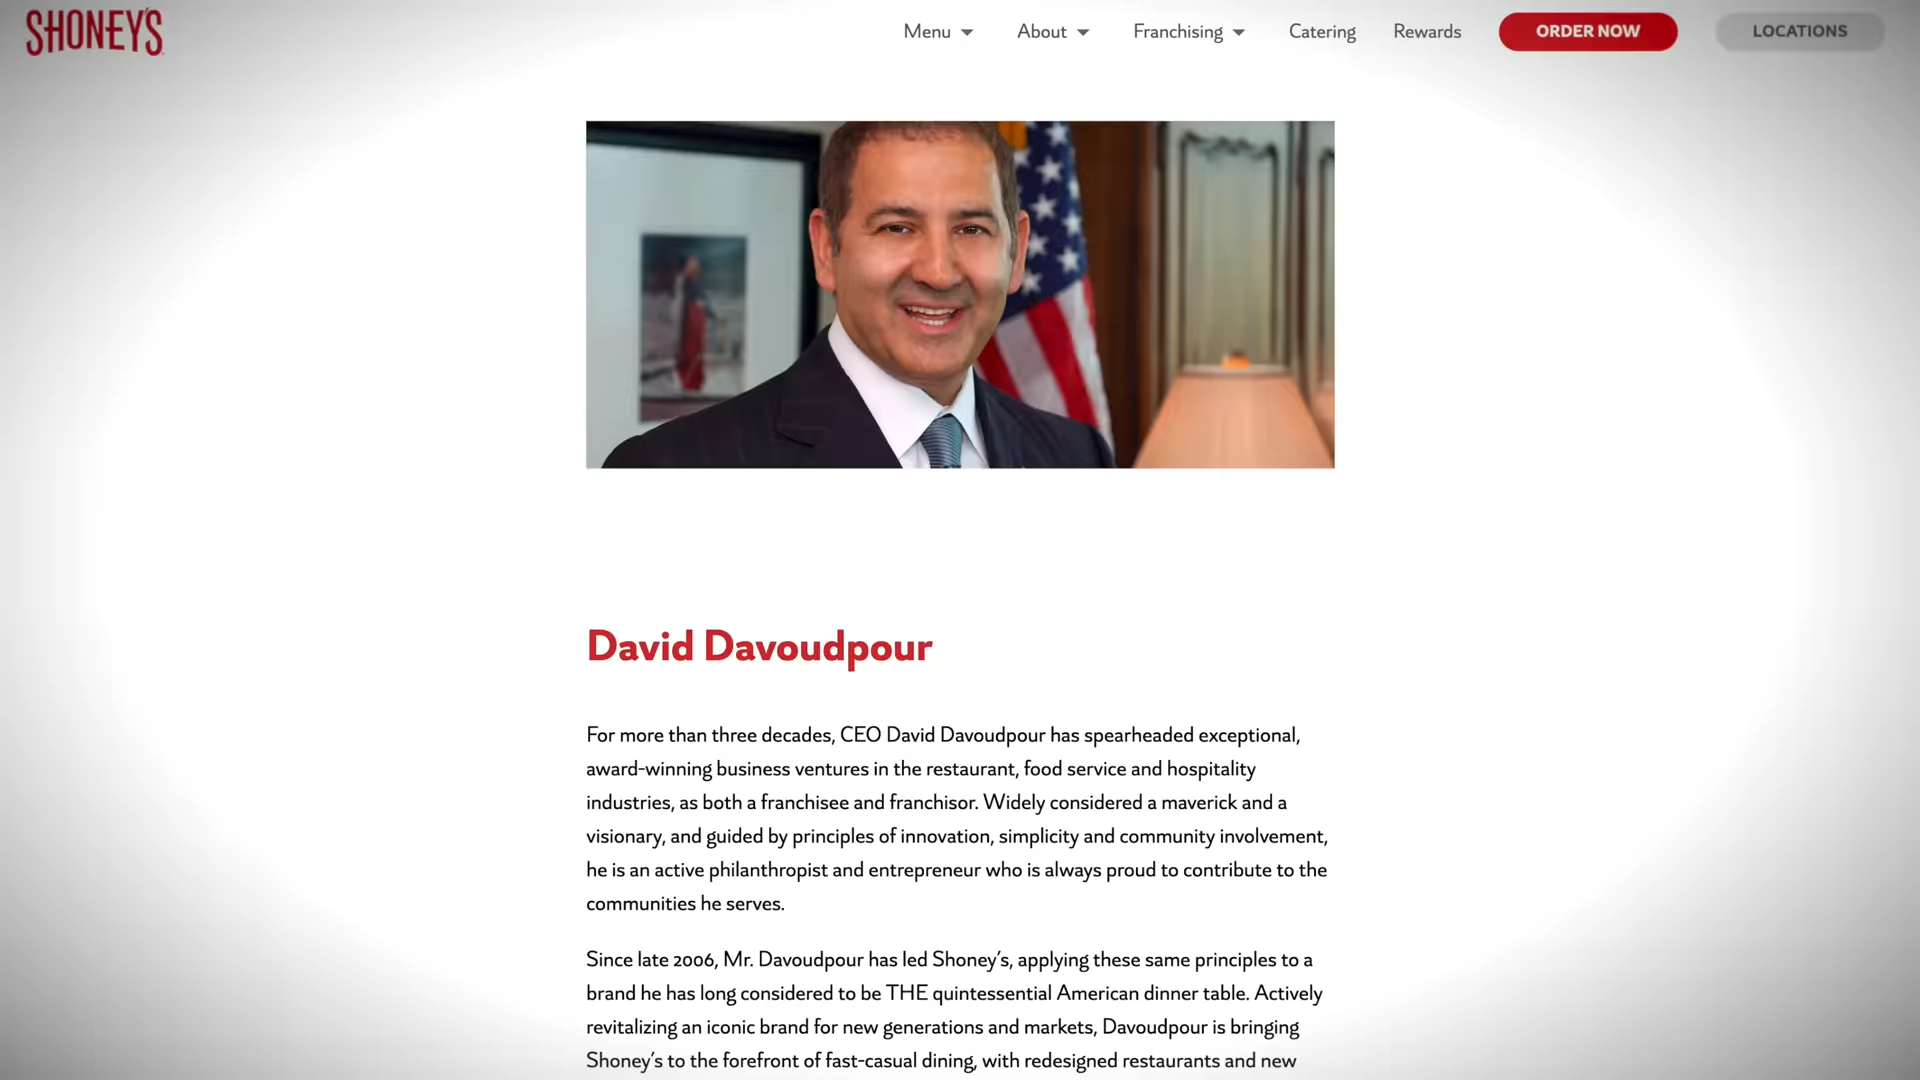 SHONEY'S
Menu
About
Franchising
Catering
Rewards
ORDER NOW
LOCATIONS
David Davoudpour
For more than three decades, CEO David Davoudpour has spearheaded exceptional,
award-winning business ventures in the restaurant, food service and hospitality
industries, as both a franchisee and franchisor. Widely considered a maverick and a
visionary, and guided by principles of innovation, simplicity and community involvement,
he is an active philanthropist and entrepreneur who is always proud to contribute to the
communities he serves.
Since late 2006, Mr. Davoudpour has led Shoney's, applying these same principles to a
brand he has long considered to be THE quintessential American dinner table. Actively
revitalizing an iconic brand for new generations and markets, Davoudpour is bringing
Shoney's to the forefront of fast-casual dining, with redesigned restaurants and new